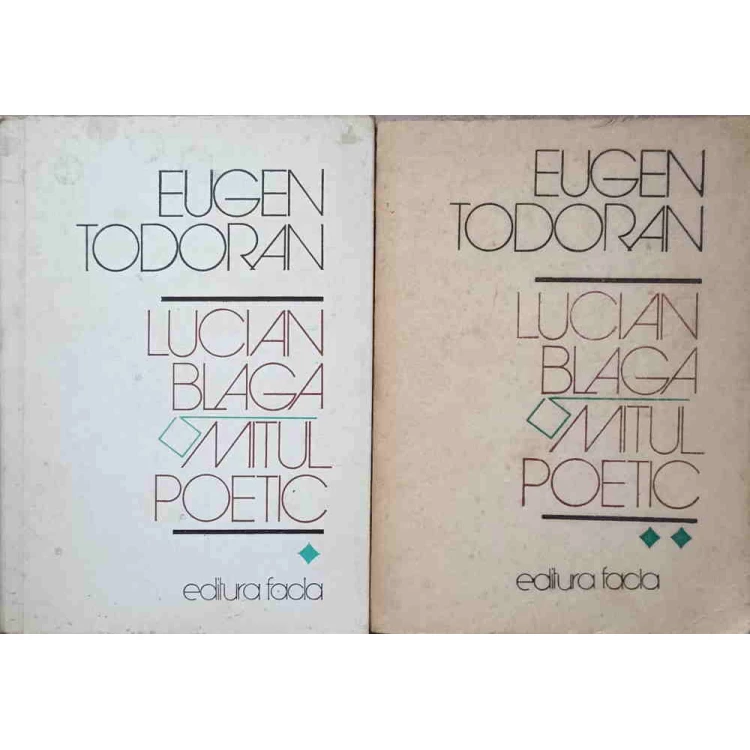 EUGEN
TODORAN
LUCIAN
BLAGA
MITUL
POETIC
editura facla
EUGEN
TODORAN
LUCIAN
BLAGA
MITUL
POETIC
editura facla